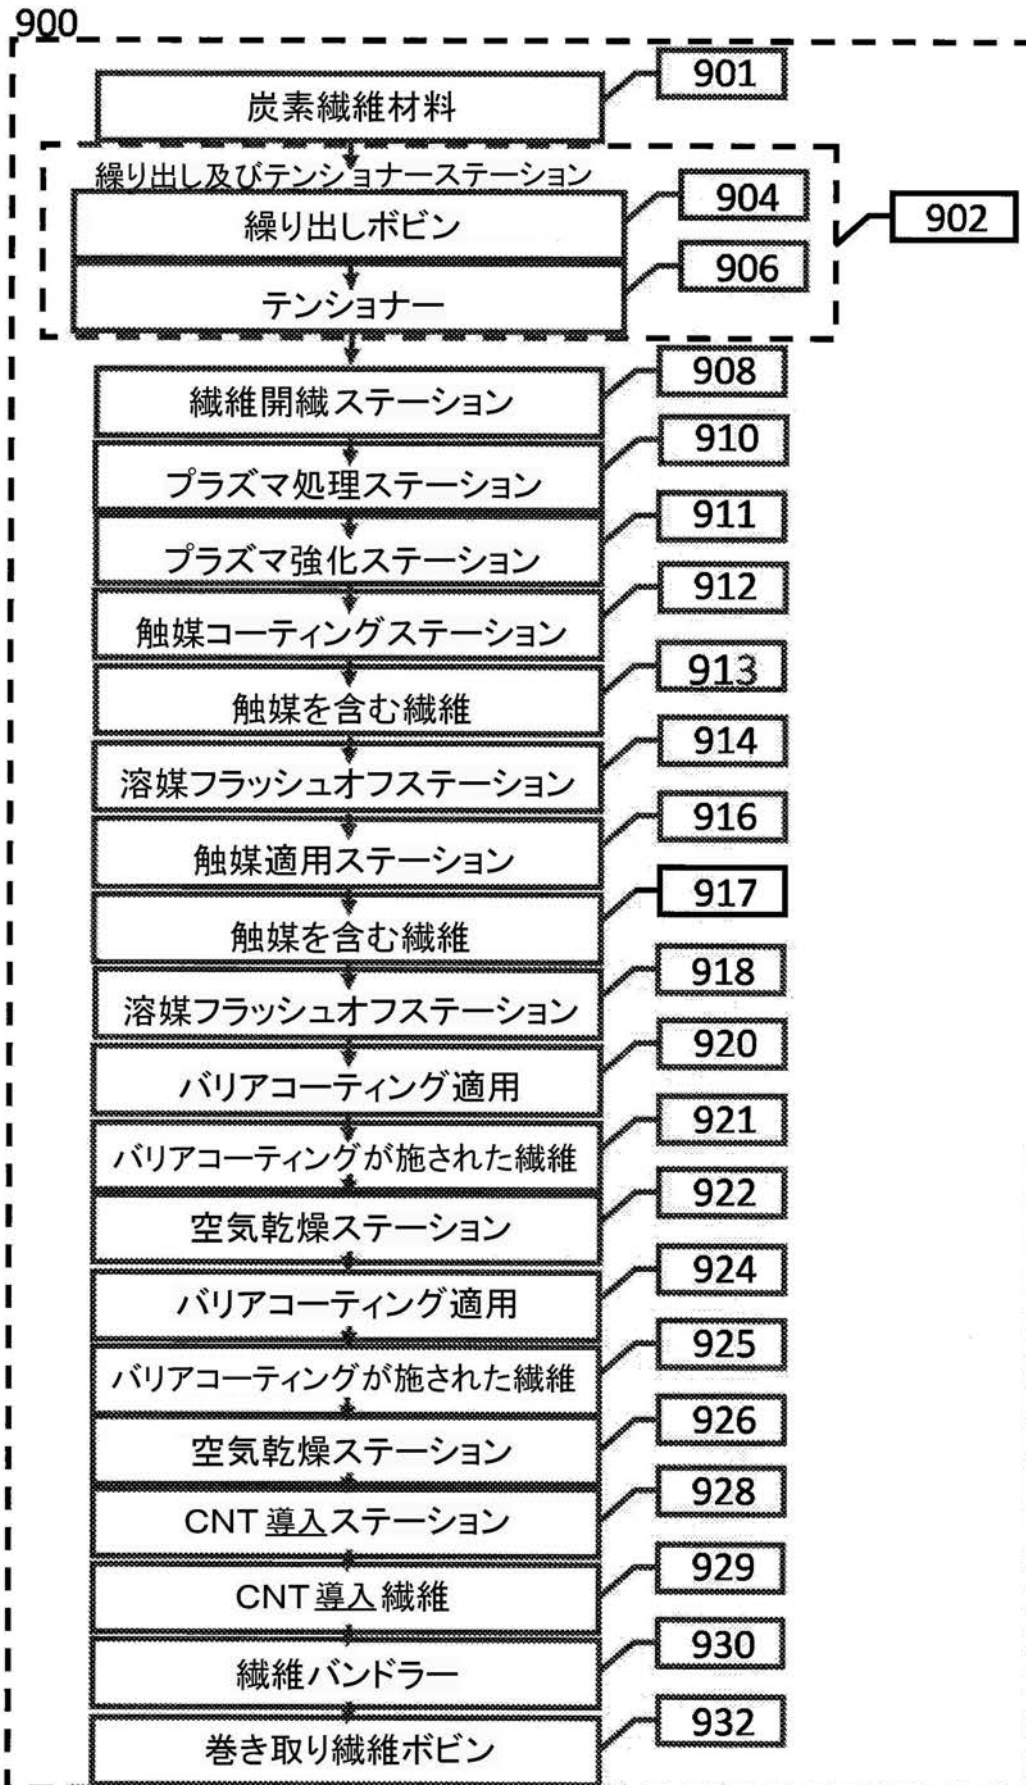 900
炭素繊維材料
901
繰り出し及びテンショナーステーション
繰り出しボビン
904
902
テンショナー
906
繊維開繊ステーション
908
プラズマ処理ステーション
910
プラズマ強化ステーション
911
触媒コーティングステーション
912
触媒を含む繊維
913
溶媒フラッシュオフステーション
914
触媒適用ステーション
916
触媒を含む繊維
917
溶媒フラッシュオフステーション
918
バリアコーティング適用
920
バリアコーティングが施された繊維
921
空気乾燥ステーション
922
バリアコーティング適用
924
バリアコーティングが施された繊維
925
空気乾燥ステーション
926
CNT 導入ステーション
928
CNT 導入繊維
929
繊維バンドラー
930
巻き取り繊維ボビン
932